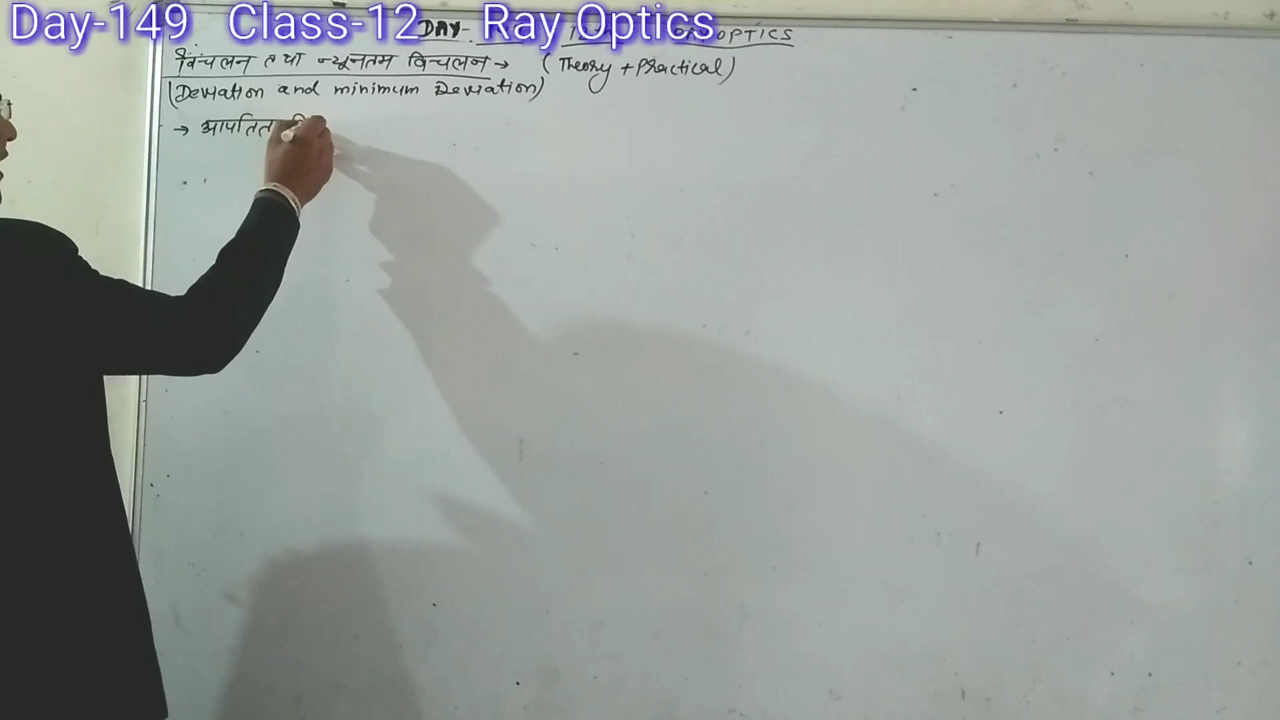 Day-149 Class-12 Ray Optics
DAY- OPTICS
विचलन तथा न्यूनतम विचलन → (Theory + Practical)
(Deviation and minimum Deviation)
→ आपतित